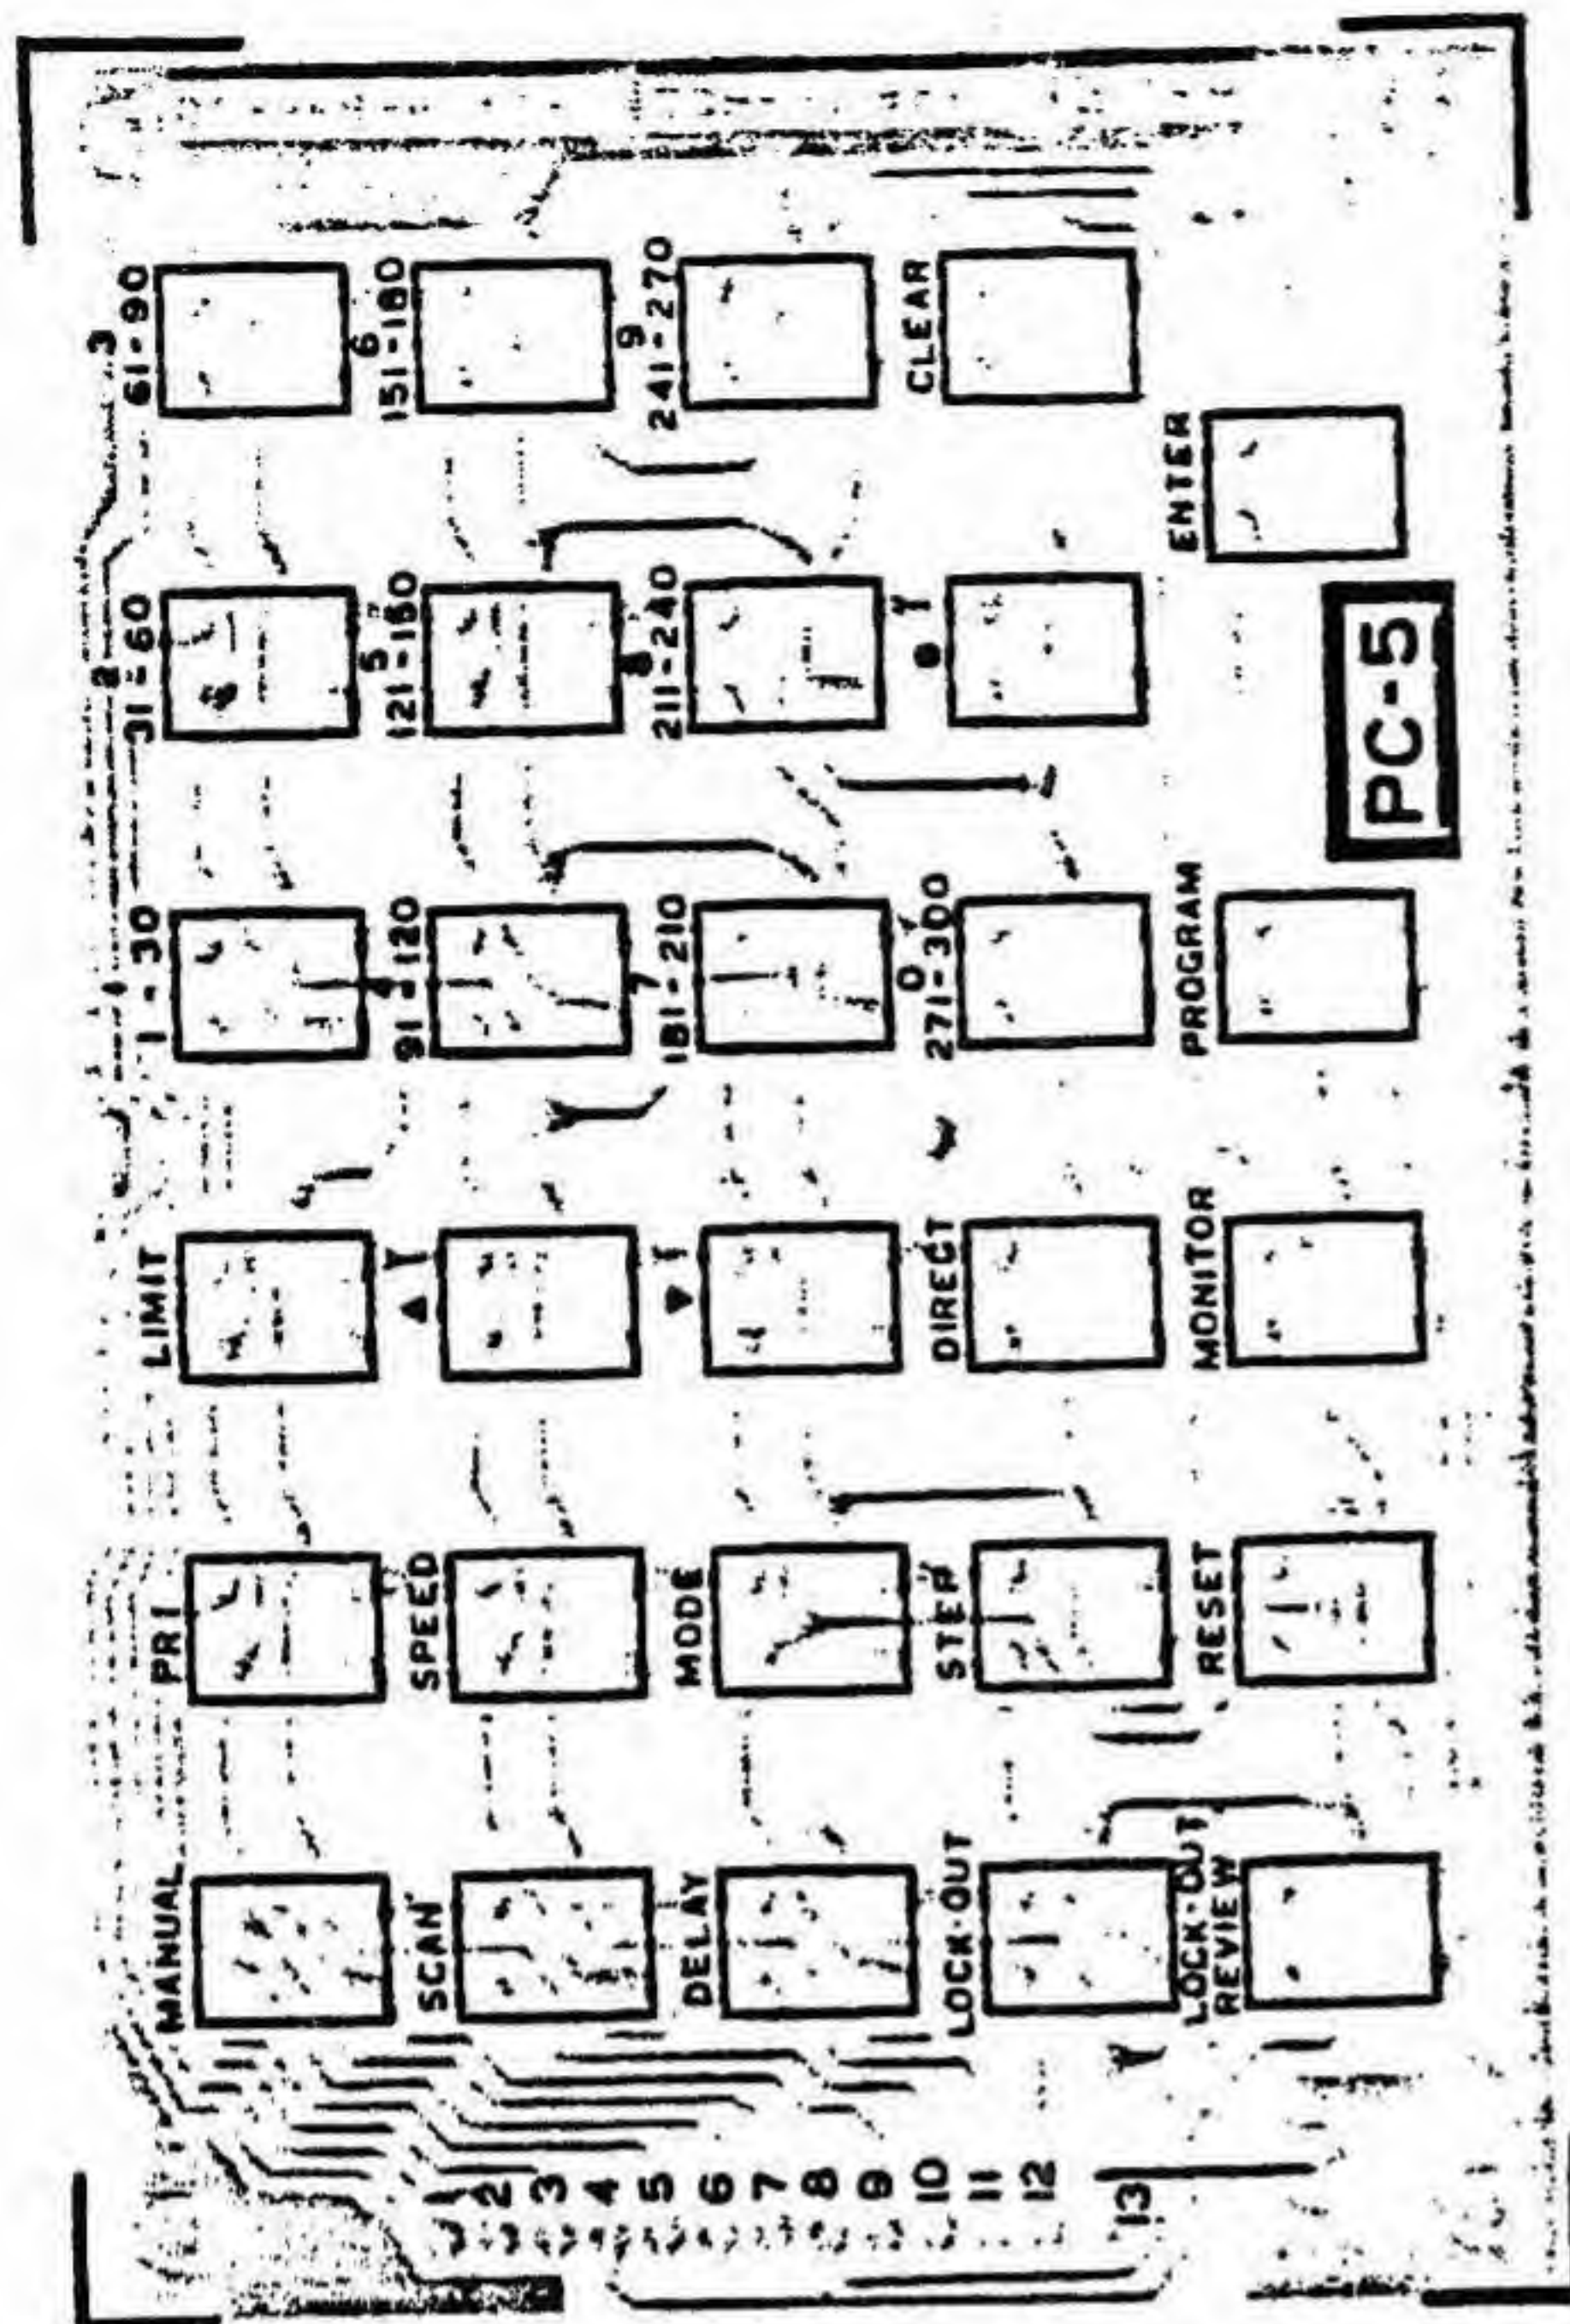 MANUAL
PRI
LIMIT
1
1-30
2
31-60
3
61-90
SCAN
SPEED
▲
4
91-120
5
121-150
6
151-180
DELAY
MODE
▼
7
181-210
8
211-240
9
241-270
LOCK-OUT
STEP
DIRECT
0
271-300
●
CLEAR
LOCK-OUT
REVIEW
RESET
MONITOR
PROGRAM
ENTER
PC-5
1
2
3
4
5
6
7
8
9
10
11
12
13